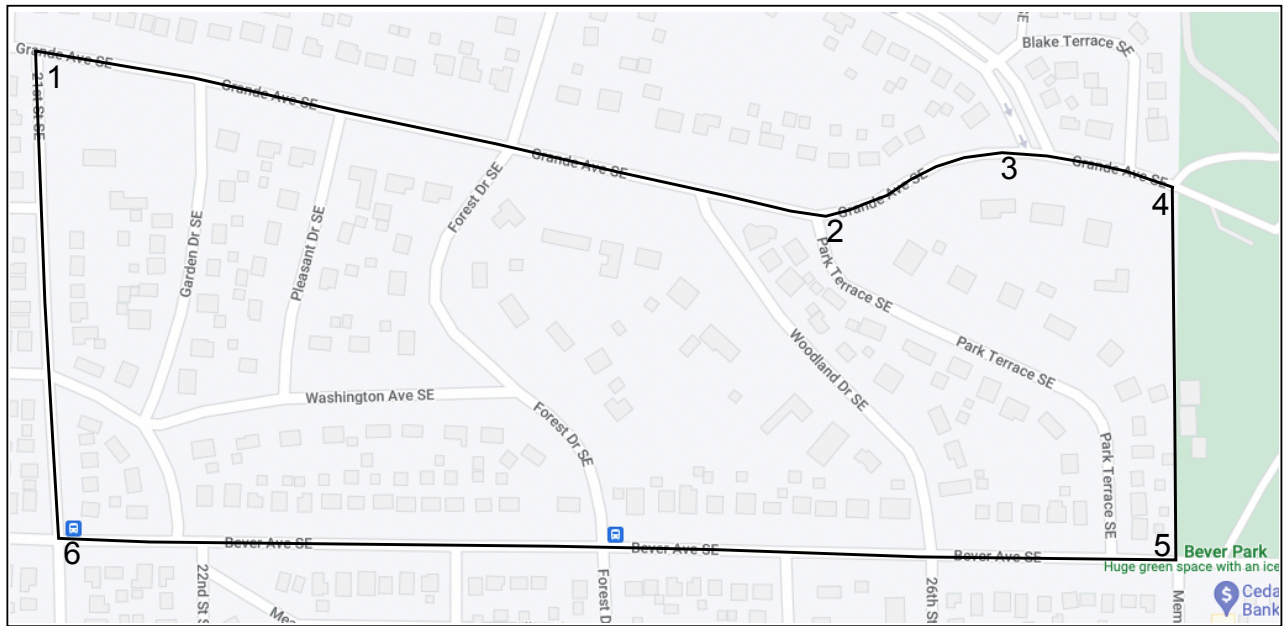 SE
Blake Terrace SE
Grande Ave SE
1
Grande Ave SE
21st St SE
Grande Ave SE
3
Grande Ave SE
Grande Ave SE
4
Forest Dr SE
2
Garden Dr SE
Pleasant Dr SE
Park Terrace SE
Woodland Dr SE
Park Terrace SE
Washington Ave SE
Forest Dr SE
Park Terrace SE
6
Bever Ave SE
Bever Ave SE
Bever Ave SE
5
Bever Park
Huge green space with an ice
22nd St S
Forest D
26th St
Mem
$
Ceda
Bank
Mea